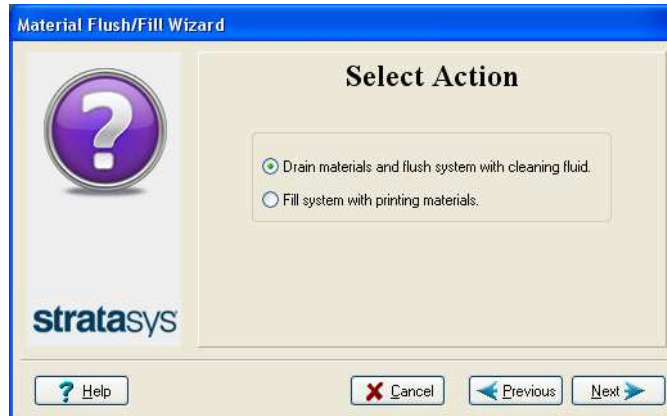 Material Flush/Fill Wizard
Select Action
Drain materials and flush system with cleaning fluid.
Fill system with printing materials.
stratasys
Help
Cancel
Previous
Next